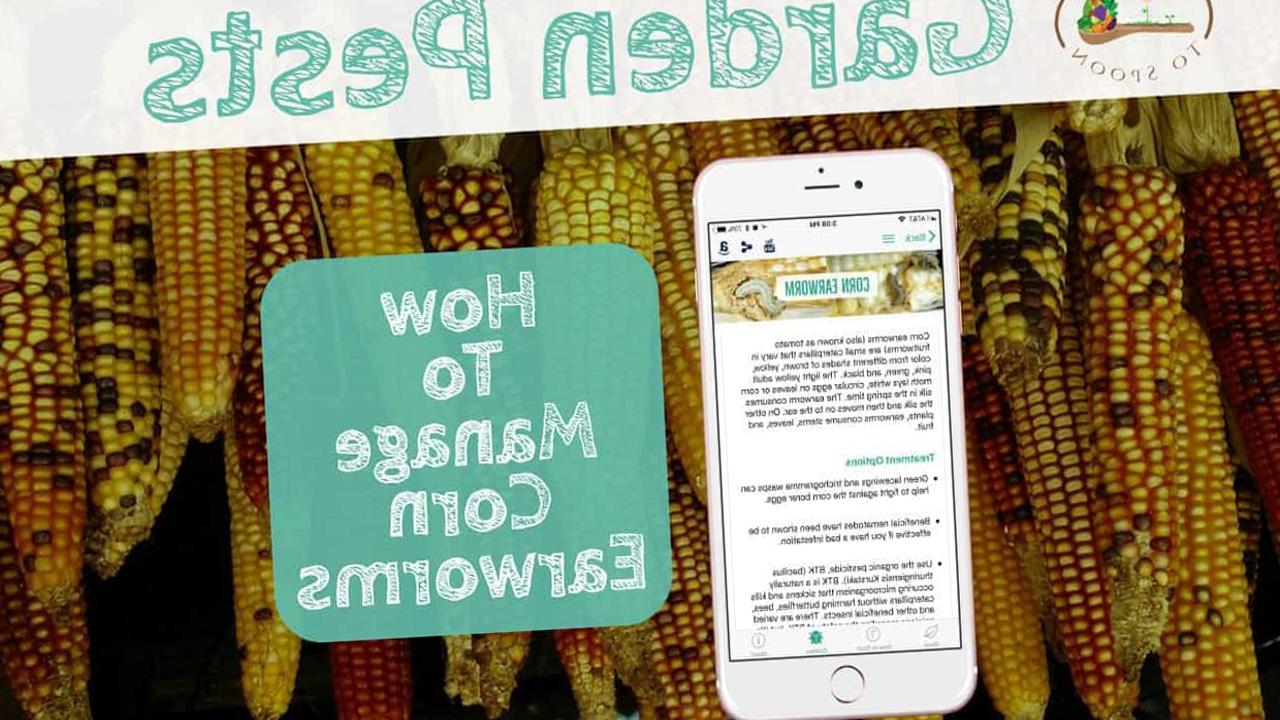 Garden Pests
TO SPOON
How
To
Manage
Corn
Earworms
AT&T
3:08 PM
Back
CORN EARWORM
Corn earworms (also known as tomato
fruitworms) are small caterpillars that vary in
color from different shades of brown, yellow,
pink, green, and black. The light yellow adult
moth lays white, circular eggs on leaves or corn
silk in the spring time. The earworm consumes
the silk and then moves on to the ear. On other
plants, earworms consume stems, leaves, and
fruit.
Treatment Options
• Green lacewings and trichogramma wasps can
help to fight against the corn borer eggs.
• Beneficial nematodes have been shown to be
effective if you have a bad infestation.
• Use the organic pesticide, BTK (bacillus
thuringiensis Kurstaki). BTK is a naturally
occuring microorganism that sickens and kills
caterpillars without harming butterflies, bees,
and other beneficial insects. There are varied